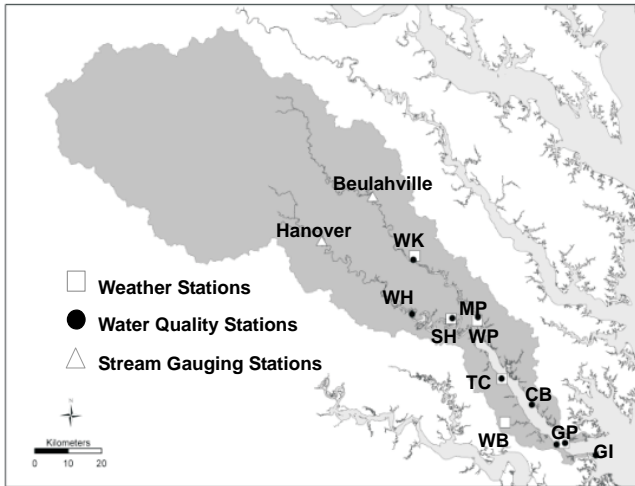 Beulahville
Hanover
WK
Weather Stations
WH
MP
Water Quality Stations
SH
WP
Stream Gauging Stations
TC
CB
N
WB
GP
GI
Kilometers
0 10 20